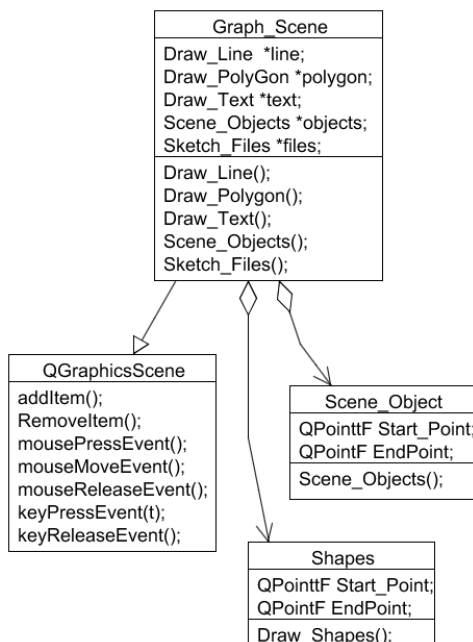 Graph_Scene
Draw_Line *line;
Draw_PolyGon *polygon;
Draw_Text *text;
Scene_Objects *objects;
Sketch_Files *files;
Draw_Line();
Draw_Polygon();
Draw_Text();
Scene_Objects();
Sketch_Files();
QGraphicsScene
addItem();
RemoveItem();
mousePressEvent();
mouseMoveEvent();
mouseReleaseEvent();
keyPressEvent(t);
keyReleaseEvent();
Scene_Object
QPointtF Start_Point;
QPointF EndPoint;
Scene_Objects();
Shapes
QPointtF Start_Point;
QPointF EndPoint;
Draw_Shapes();